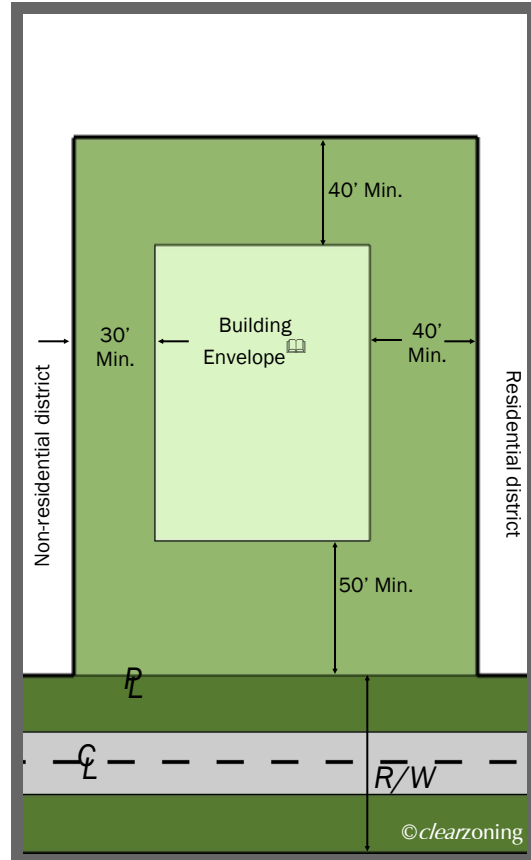 40' Min.
Building
Envelope
30'
Min.
40'
Min.
Non-residential district
Residential district
50' Min.
PL
CL
R/W
©clearzoning